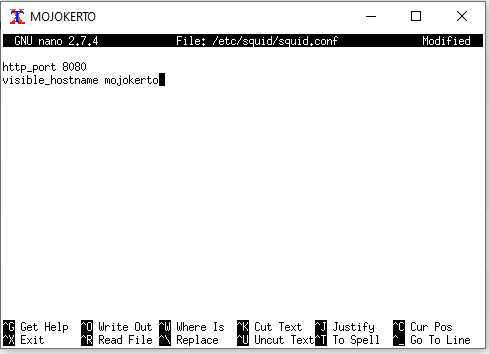 MOJOKERTO
GNU nano 2.7.4 File: /etc/squid/squid.conf Modified
http_port 8080
visible_hostname mojokerto
^G Get Help ^O Write Out ^W Where Is ^K Cut Text ^J Justify ^C Cur Pos
^X Exit ^R Read File ^\ Replace ^U Uncut Text ^T To Spell ^_ Go To Line